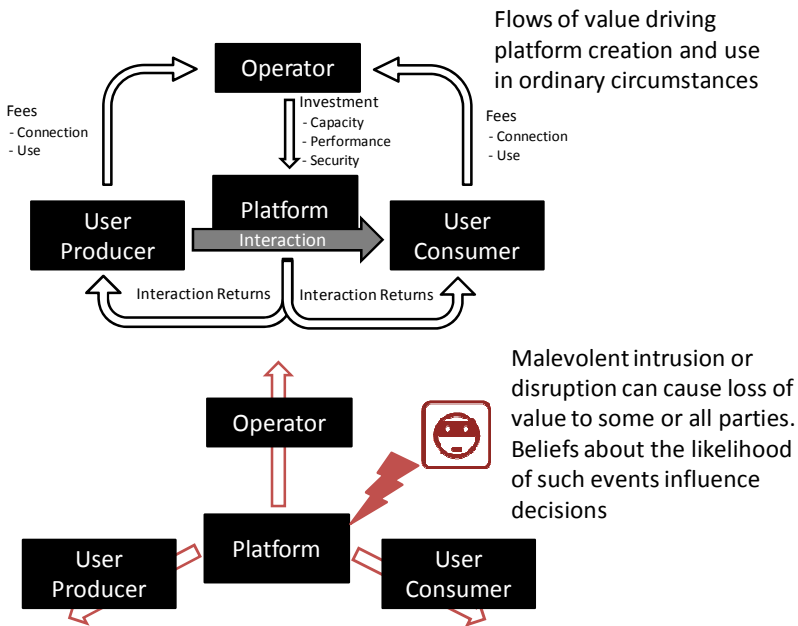 Flows of value driving
platform creation and use
in ordinary circumstances
Operator
Investment
- Capacity
- Performance
- Security
Fees
- Connection
- Use
Fees
- Connection
- Use
User
Producer
Platform
Interaction
User
Consumer
Interaction Returns
Interaction Returns
Malevolent intrusion or
disruption can cause loss of
value to some or all parties.
Beliefs about the likelihood
of such events influence
decisions
Operator
Platform
User
Producer
User
Consumer